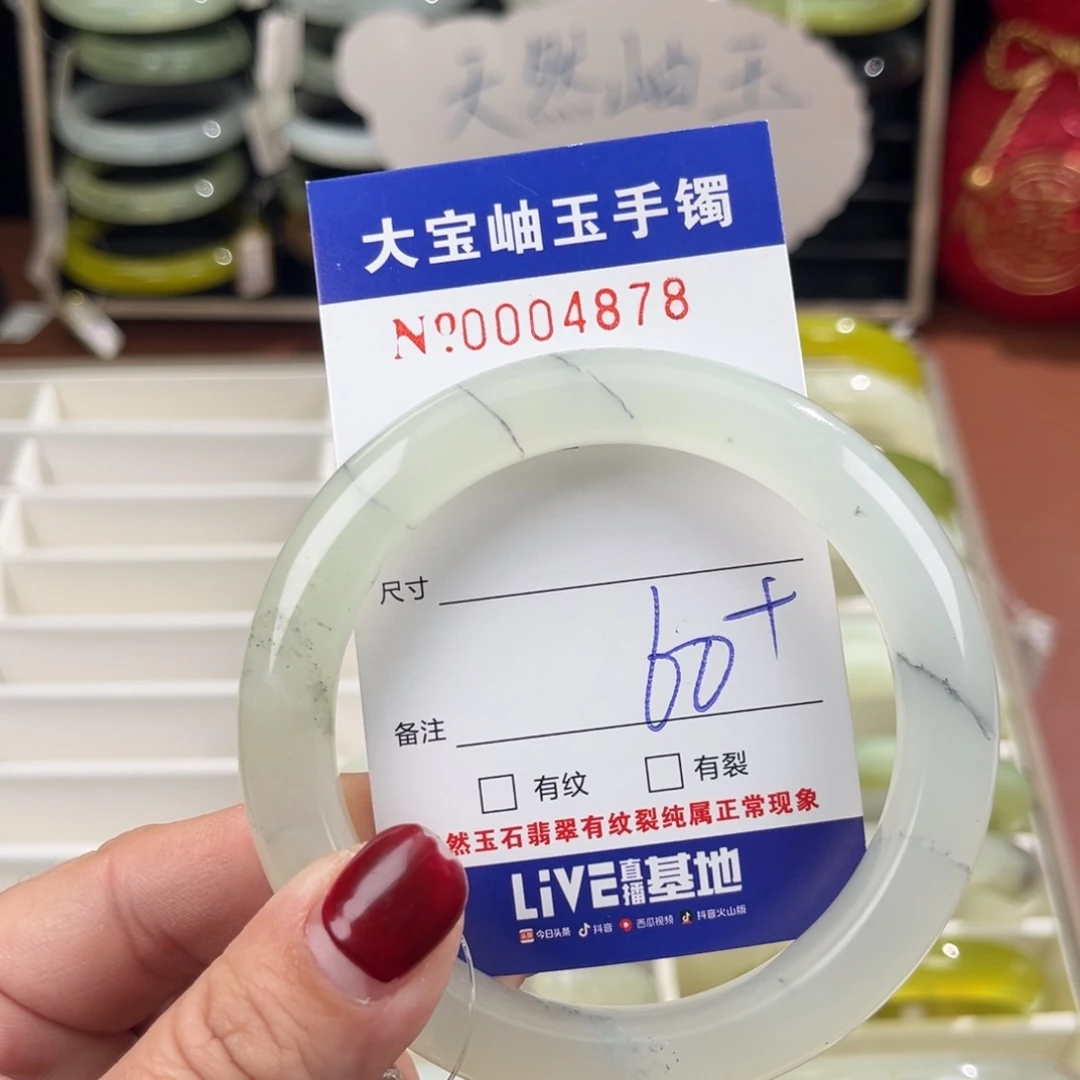 天然岫玉
大宝岫玉手镯
Nº0004878
尺寸
60+
备注
有纹 有裂
然玉石翡翠有纹裂纯属正常现象
LiVE直播基地
头条 今日头条 抖音 西瓜视频 抖音火山版